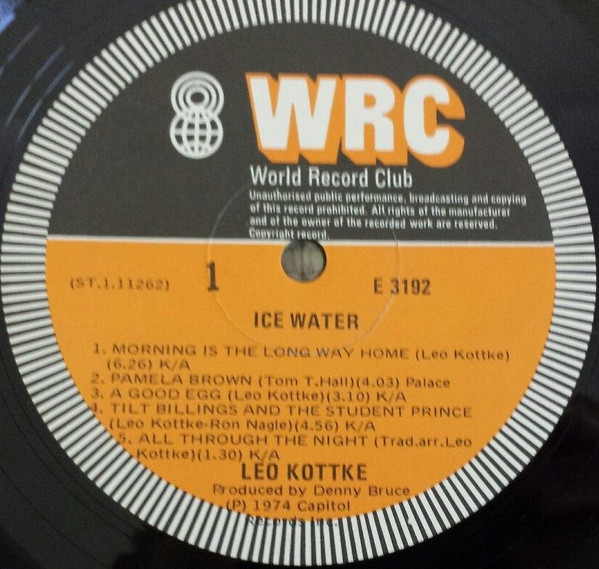 WRC
World Record Club
Unauthorised public performance, broadcasting and copying
of this record prohibited. All rights of the manufacturer
and of the owner of the recorded work are reserved.
Copyright record.
(ST.1.11262) 1 E 3192
ICE WATER
1. MORNING IS THE LONG WAY HOME (Leo Kottke)
(6.26) K/A
2. PAMELA BROWN (Tom T.Hall)(4.03) Palace
3. A GOOD EGG (Leo Kottke)(3.10) K/A
4. TILT BILLINGS AND THE STUDENT PRINCE
(Leo Kottke-Ron Nagle)(4.56) K/A
5. ALL THROUGH THE NIGHT (Trad.arr.Leo
Kottke)(1.30) K/A
LEO KOTTKE
Produced by Denny Bruce
(P) 1974 Capitol
Records Inc.